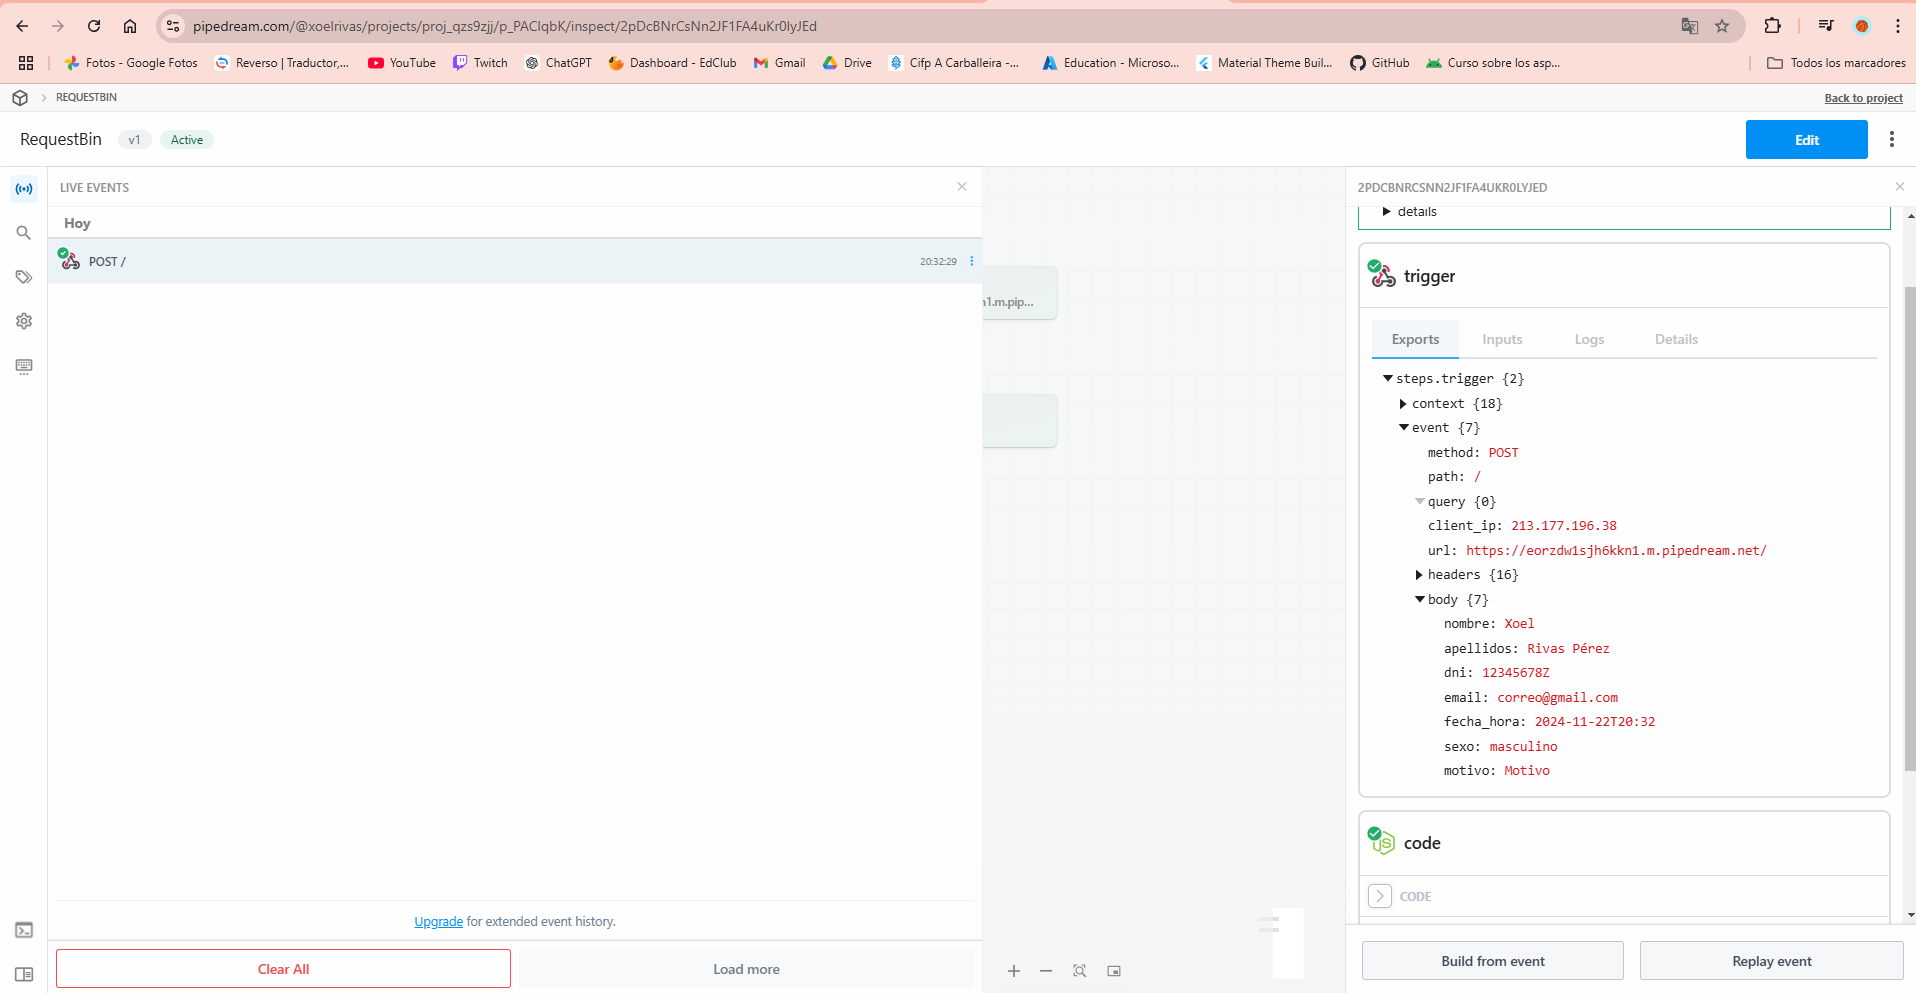 pipedream.com/@xoelrivas/projects/proj_qzs9zjj/p_PACIqbK/inspect/2pDcBNrCsNn2JF1FA4uKr0lyJEd
Fotos - Google Fotos
Reverso | Traductor,...
YouTube
Twitch
ChatGPT
Dashboard - EdClub
Gmail
Drive
Cifp A Carballeira -...
Education - Microso...
Material Theme Buil...
GitHub
Curso sobre los asp...
Todos los marcadores
REQUESTBIN
Back to project
RequestBin
v1
Active
Edit
LIVE EVENTS
Hoy
POST /
20:32:29
Upgrade for extended event history.
Clear All
Load more
n1.m.pip...
2PDCBNRCSNN2JF1FA4UKR0LYJED
details
trigger
Exports
Inputs
Logs
Details
steps.trigger {2}
context {18}
event {7}
method: POST
path: /
query {0}
client_ip: 213.177.196.38
url: https://eorzdw1sjh6kkn1.m.pipedream.net/
headers {16}
body {7}
nombre: Xoel
apellidos: Rivas Pérez
dni: 12345678Z
email: correo@gmail.com
fecha_hora: 2024-11-22T20:32
sexo: masculino
motivo: Motivo
code
CODE
Build from event
Replay event